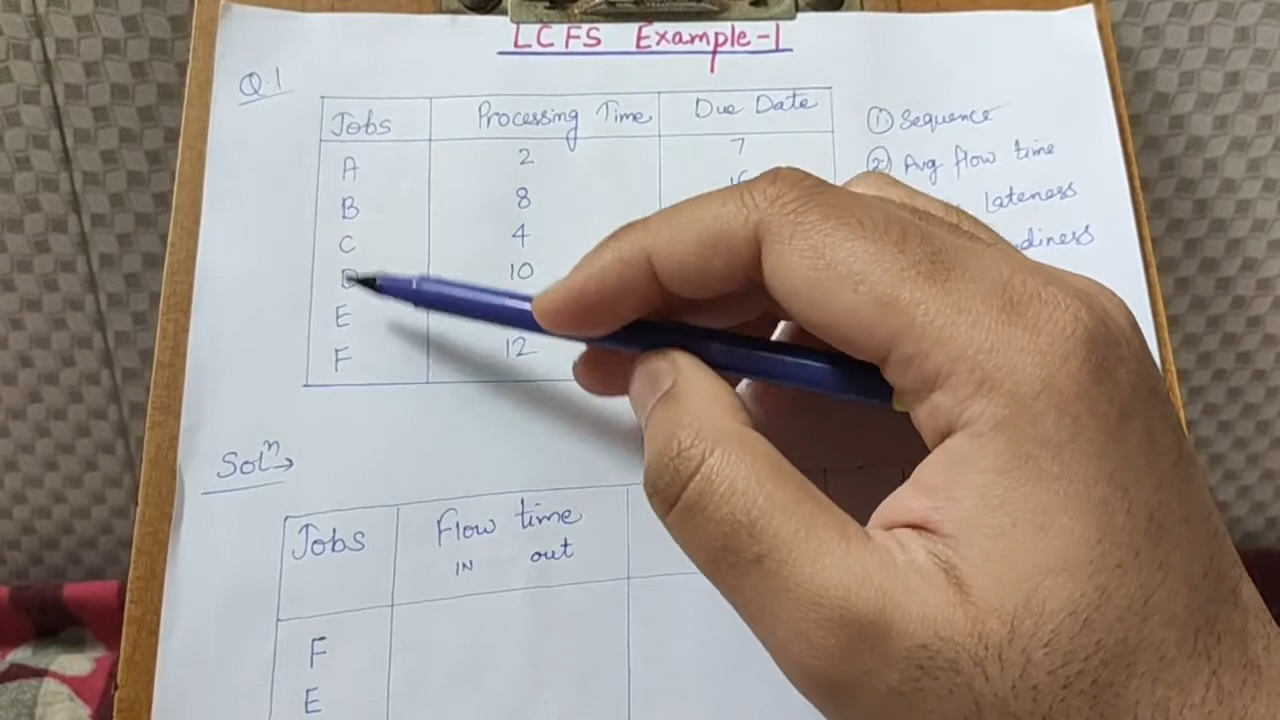 LCFS Example-1
Q.1
Jobs Processing Time Due Date
A 2 7
B 8
C 4
D 10
E
F 12
① Sequence
② Avg flow time
lateness
Solⁿ→
Jobs Flow time
IN out
F
E